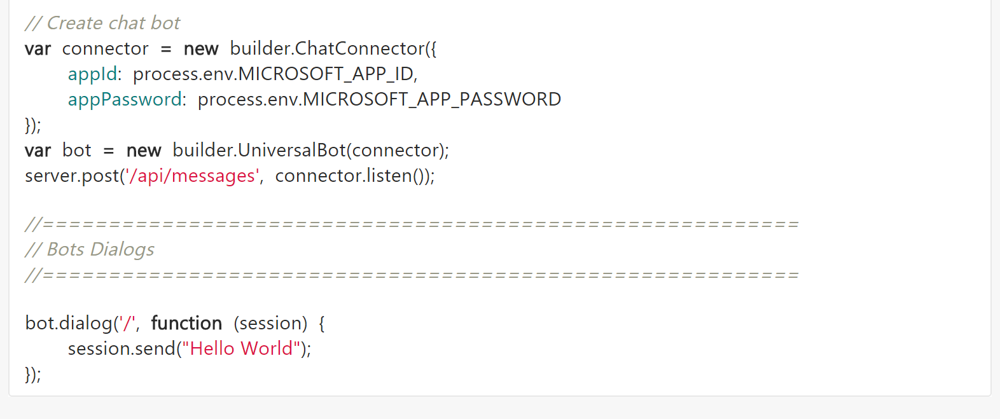 // Create chat bot
var connector = new builder.ChatConnector({
    appId: process.env.MICROSOFT_APP_ID,
    appPassword: process.env.MICROSOFT_APP_PASSWORD
});
var bot = new builder.UniversalBot(connector);
server.post('/api/messages', connector.listen());
//=========================================================
// Bots Dialogs
//=========================================================
bot.dialog('/', function (session) {
    session.send("Hello World");
});